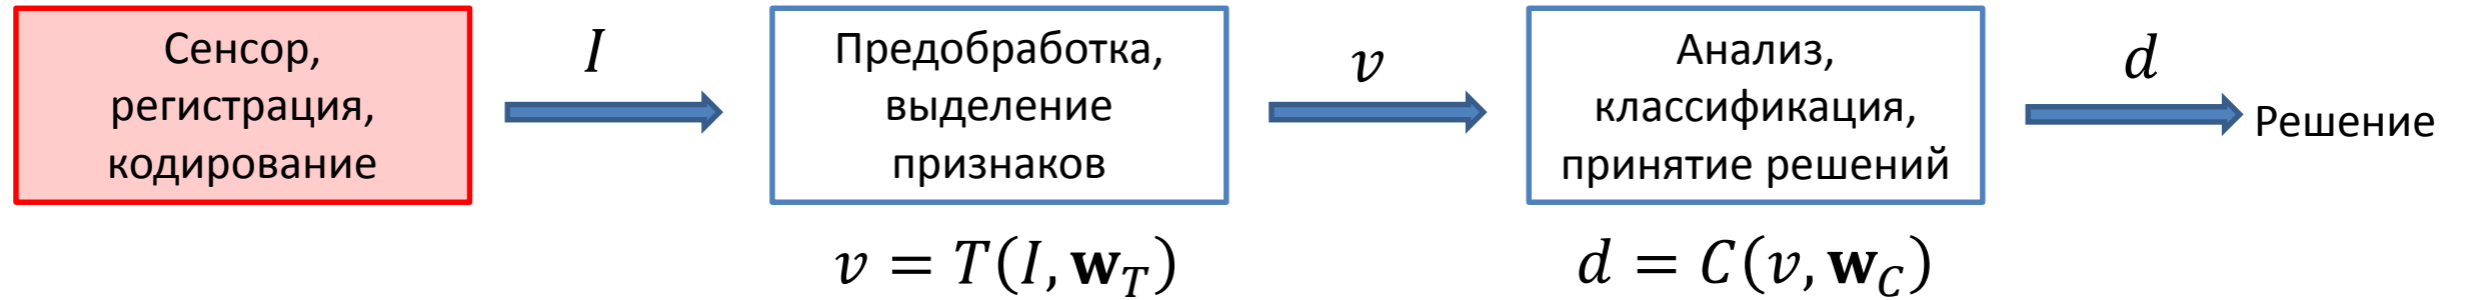 Сенсор,
регистрация,
кодирование
I
Предобработка,
выделение
признаков
v = T(I, w_T)
v
Анализ,
классификация,
принятие решений
d = C(v, w_C)
d
Решение